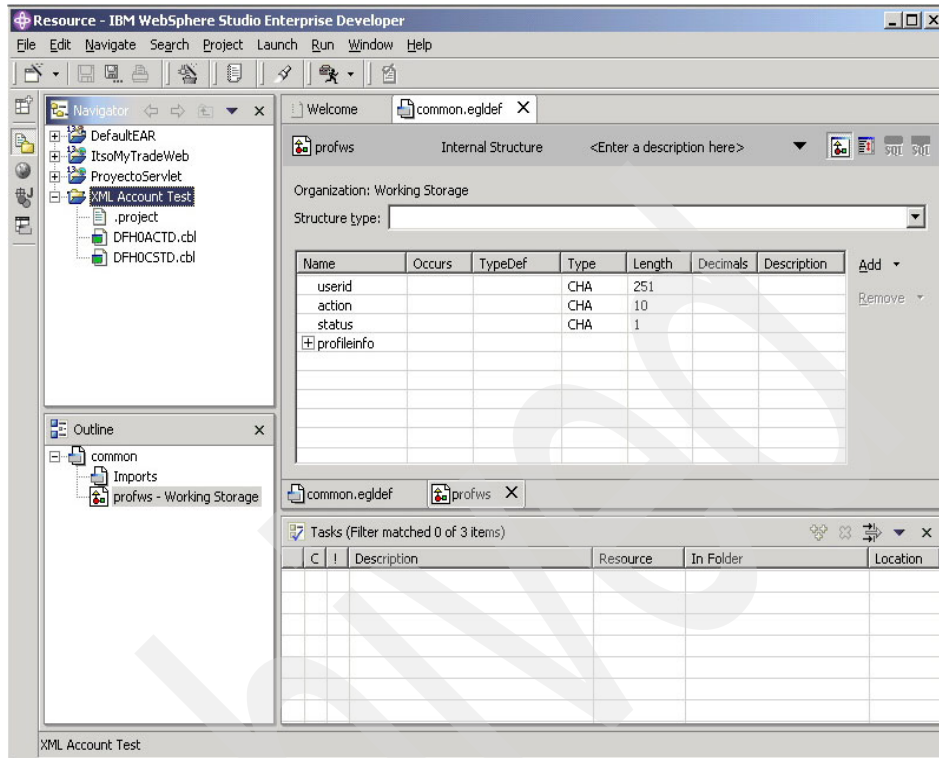 Resource - IBM WebSphere Studio Enterprise Developer
File Edit Navigate Search Project Launch Run Window Help
Navigator
DefaultEAR
ItsoMyTradeWeb
ProyectoServlet
XML Account Test
.project
DFH0ACTD.cbl
DFH0CSTD.cbl
Welcome common.egldef X
profws Internal Structure <Enter a description here> SQL SQL
Organization: Working Storage
Structure type:
Name Occurs TypeDef Type Length Decimals Description Add
userid CHA 251
action CHA 10 Remove
status CHA 1
profileinfo
common.egldef profws X
Outline
common
Imports
profws - Working Storage
Tasks (Filter matched 0 of 3 items)
C ! Description Resource In Folder Location
XML Account Test